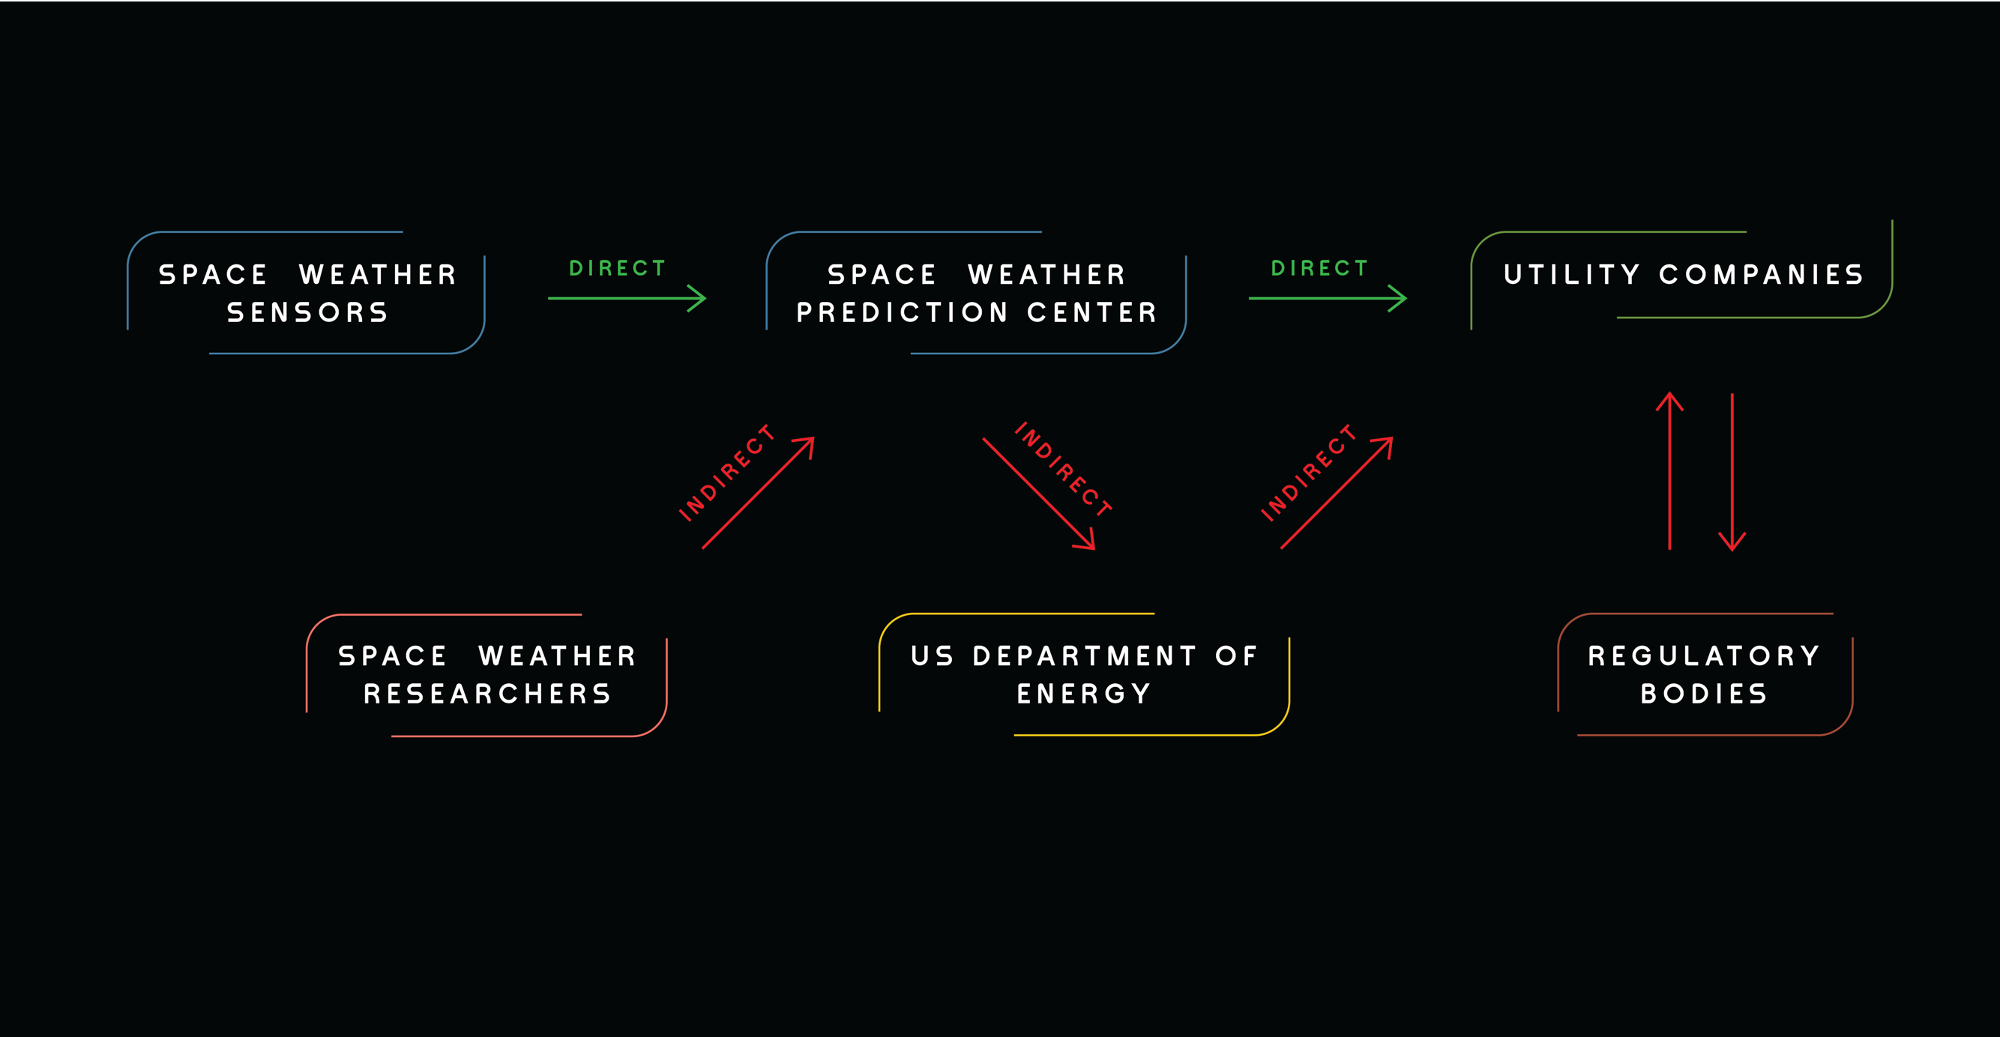 SPACE WEATHER
SENSORS
DIRECT
SPACE WEATHER
PREDICTION CENTER
DIRECT
UTILITY COMPANIES
INDIRECT
INDIRECT
INDIRECT
SPACE WEATHER
RESEARCHERS
US DEPARTMENT OF
ENERGY
REGULATORY
BODIES